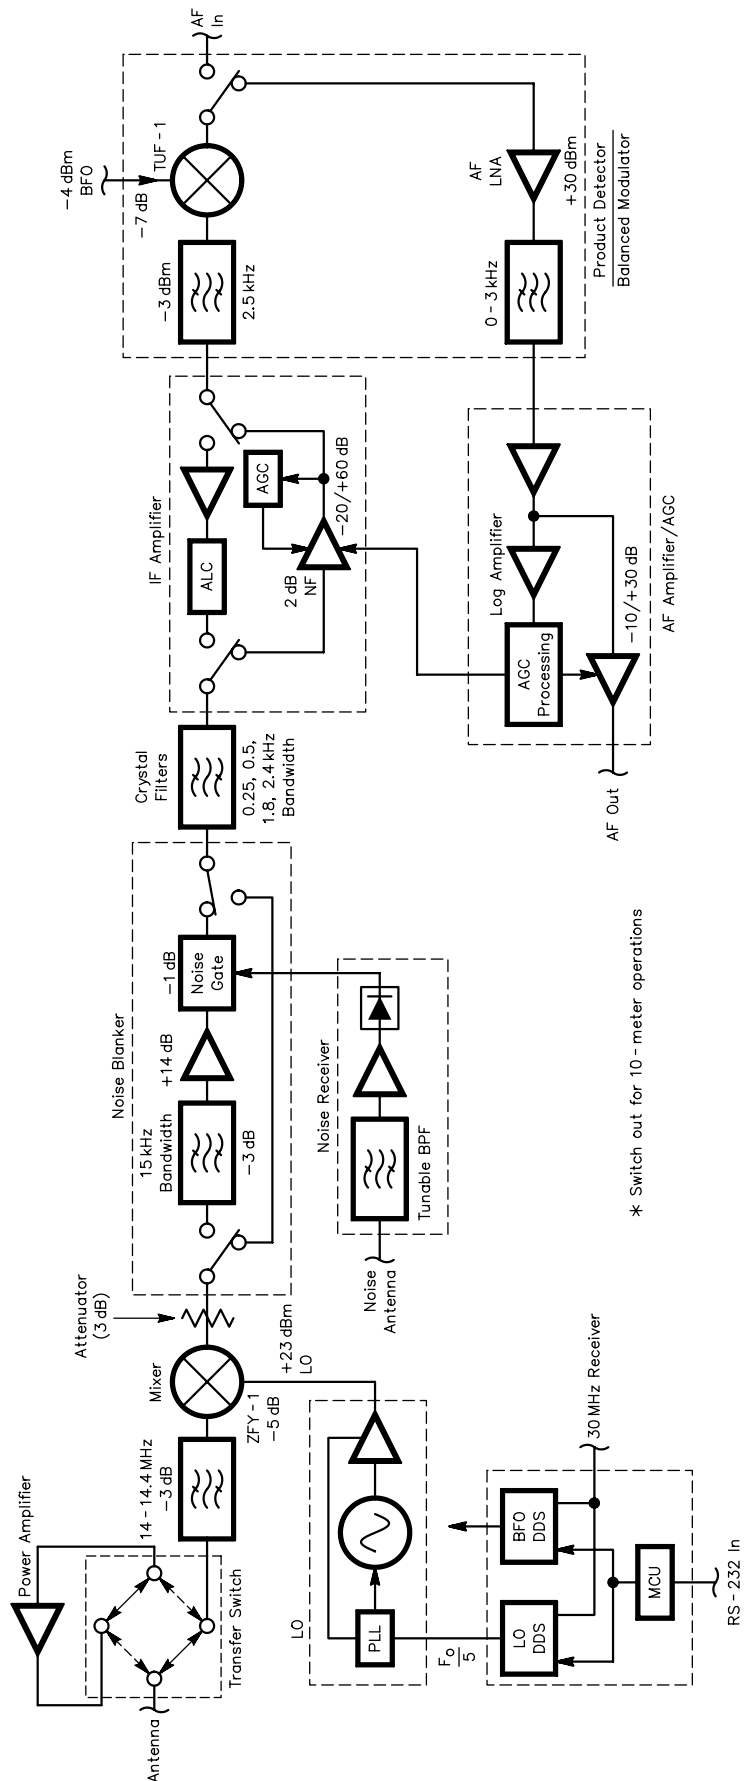 Antenna
Transfer Switch
Power Amplifier
14 - 14.4 MHz
-3 dB
Mixer
ZFY - 1
-5 dB
+23 dBm
LO
Attenuator
(3 dB)
Noise Blanker
15 kHz
Bandwidth
-3 dB
+14 dB
-1 dB
Noise
Gate
Noise Receiver
Tunable BPF
Noise
Antenna
Crystal
Filters
0.25, 0.5,
1.8, 2.4 kHz
Bandwidth
IF Amplifier
ALC
AGC
2 dB
NF
-20/+60 dB
-3 dBm
2.5 kHz
-4 dBm
BFO
-7 dB
TUF - 1
AF
In
AF
LNA
+30 dBm
0 - 3 kHz
Product Detector
Balanced Modulator
Log Amplifier
AGC
Processing
-10/+30 dB
AF Amplifier/AGC
AF Out
LO
PLL
Fo
5
LO
DDS
BFO
DDS
MCU
30 MHz Receiver
RS - 232 In
* Switch out for 10 - meter operations